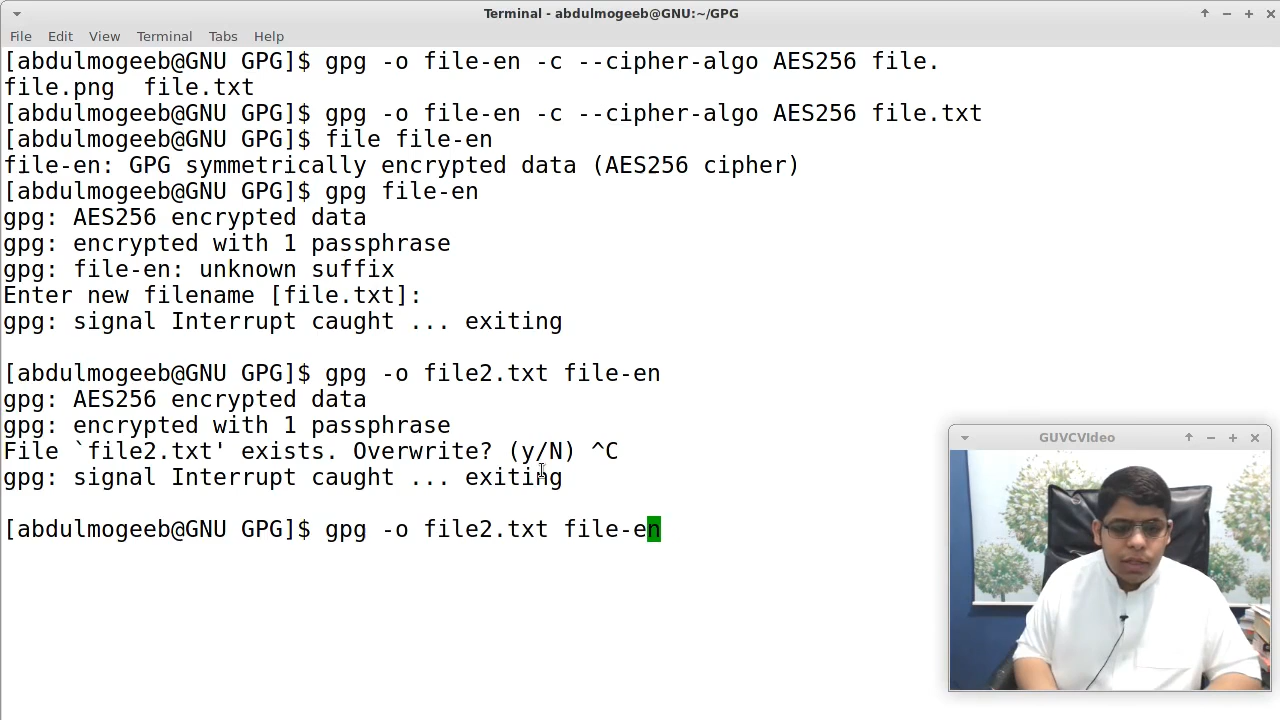 Terminal - abdulmogeeb@GNU:~/GPG
File Edit View Terminal Tabs Help
[abdulmogeeb@GNU GPG]$ gpg -o file-en -c --cipher-algo AES256 file.
file.png  file.txt
[abdulmogeeb@GNU GPG]$ gpg -o file-en -c --cipher-algo AES256 file.txt
[abdulmogeeb@GNU GPG]$ file file-en
file-en: GPG symmetrically encrypted data (AES256 cipher)
[abdulmogeeb@GNU GPG]$ gpg file-en
gpg: AES256 encrypted data
gpg: encrypted with 1 passphrase
gpg: file-en: unknown suffix
Enter new filename [file.txt]:
gpg: signal Interrupt caught ... exiting
[abdulmogeeb@GNU GPG]$ gpg -o file2.txt file-en
gpg: AES256 encrypted data
gpg: encrypted with 1 passphrase
File `file2.txt' exists. Overwrite? (y/N) ^C
gpg: signal Interrupt caught ... exiting
[abdulmogeeb@GNU GPG]$ gpg -o file2.txt file-en
GUVCVIdeo